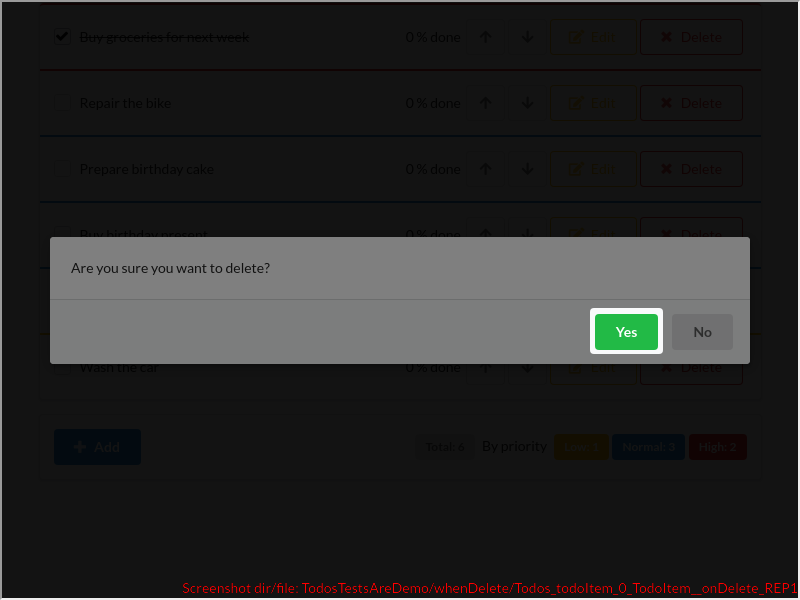 Buy groceries for next week 0 % done Edit Delete
Repair the bike 0 % done Edit Delete
Prepare birthday cake 0 % done Edit Delete
Buy birthday present 0 % done Edit Delete
Are you sure you want to delete?
Yes No
Wash the car 0 % done Edit Delete
Add Total: 6 By priority Low: 1 Normal: 3 High: 2
Screenshot dir/file: TodosTestsAreDemo/whenDelete/Todos_todoItem_0_TodoItem__onDelete_REP1